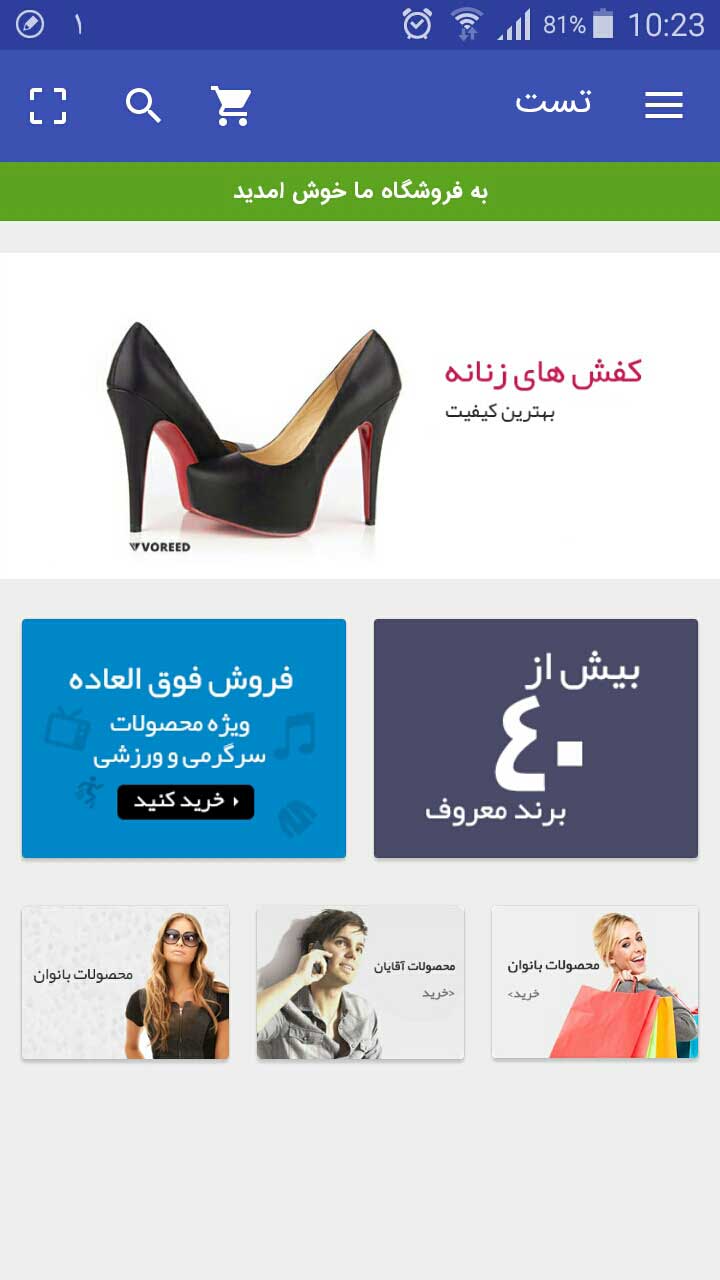 ۱
81%
10:23
تست
به فروشگاه ما خوش امدید
کفش های زنانه
بهترین کیفیت
VOREED
بیش از
۴۰
برند معروف
فروش فوق العاده
ویژه محصولات
سرگرمی و ورزشی
خرید کنید
محصولات بانوان
خرید>
محصولات آقایان
خرید>
محصولات بانوان